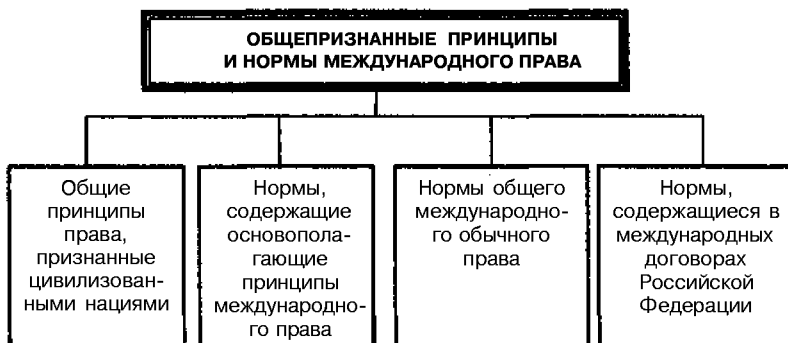 ОБЩЕПРИЗНАННЫЕ ПРИНЦИПЫ
И НОРМЫ МЕЖДУНАРОДНОГО ПРАВА
Общие
принципы
права,
признанные
цивилизован-
ными нациями
Нормы,
содержащие
основопола-
гающие
принципы
международно-
го права
Нормы общего
международно-
го обычного
права
Нормы,
содержащиеся в
международных
договорах
Российской
Федерации